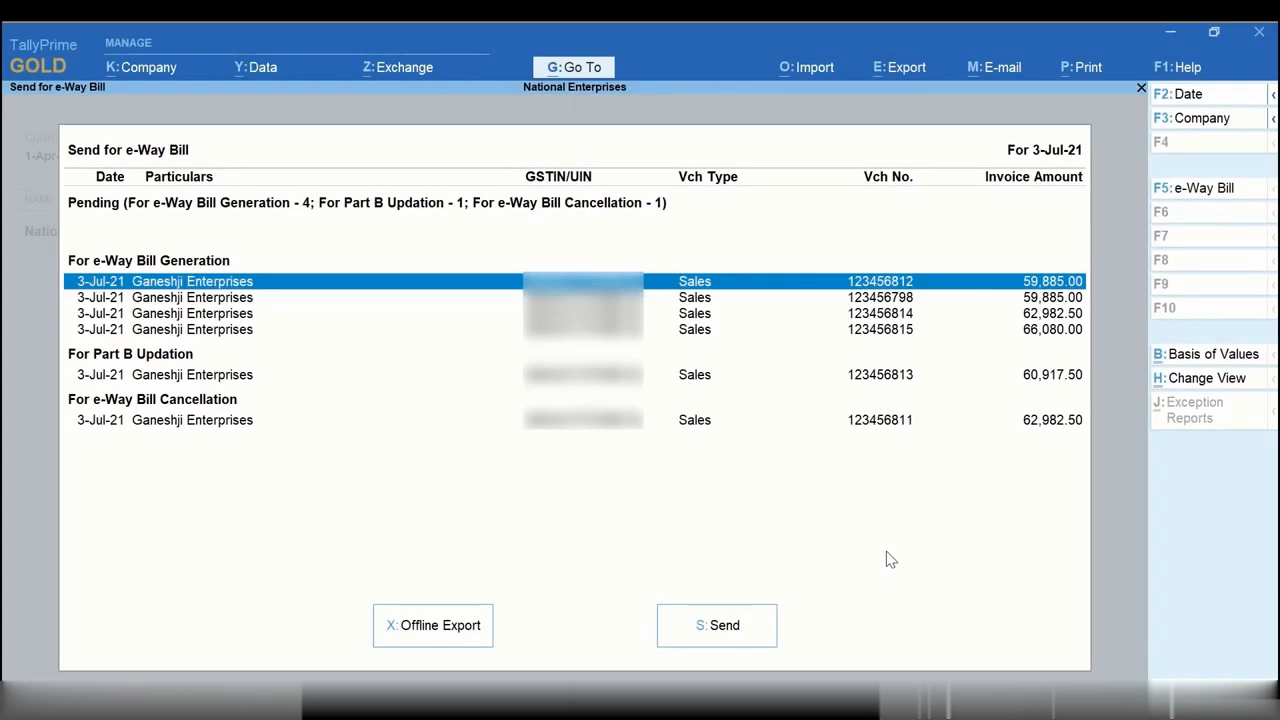 TallyPrime MANAGE
GOLD K:Company Y:Data Z:Exchange G:Go To O:Import E:Export M:E-mail P:Print F1:Help
Send for e-Way Bill National Enterprises
F2:Date
F3:Company
F4
F5:e-Way Bill
F6
F7
F8
F9
F10
B:Basis of Values
H:Change View
J:Exception
Reports
Send for e-Way Bill For 3-Jul-21
Date Particulars GSTIN/UIN Vch Type Vch No. Invoice Amount
Pending (For e-Way Bill Generation - 4; For Part B Updation - 1; For e-Way Bill Cancellation - 1)
For e-Way Bill Generation
3-Jul-21 Ganeshji Enterprises Sales 123456812 59,885.00
3-Jul-21 Ganeshji Enterprises Sales 123456798 59,885.00
3-Jul-21 Ganeshji Enterprises Sales 123456814 62,982.50
3-Jul-21 Ganeshji Enterprises Sales 123456815 66,080.00
For Part B Updation
3-Jul-21 Ganeshji Enterprises Sales 123456813 60,917.50
For e-Way Bill Cancellation
3-Jul-21 Ganeshji Enterprises Sales 123456811 62,982.50
X:Offline Export S:Send